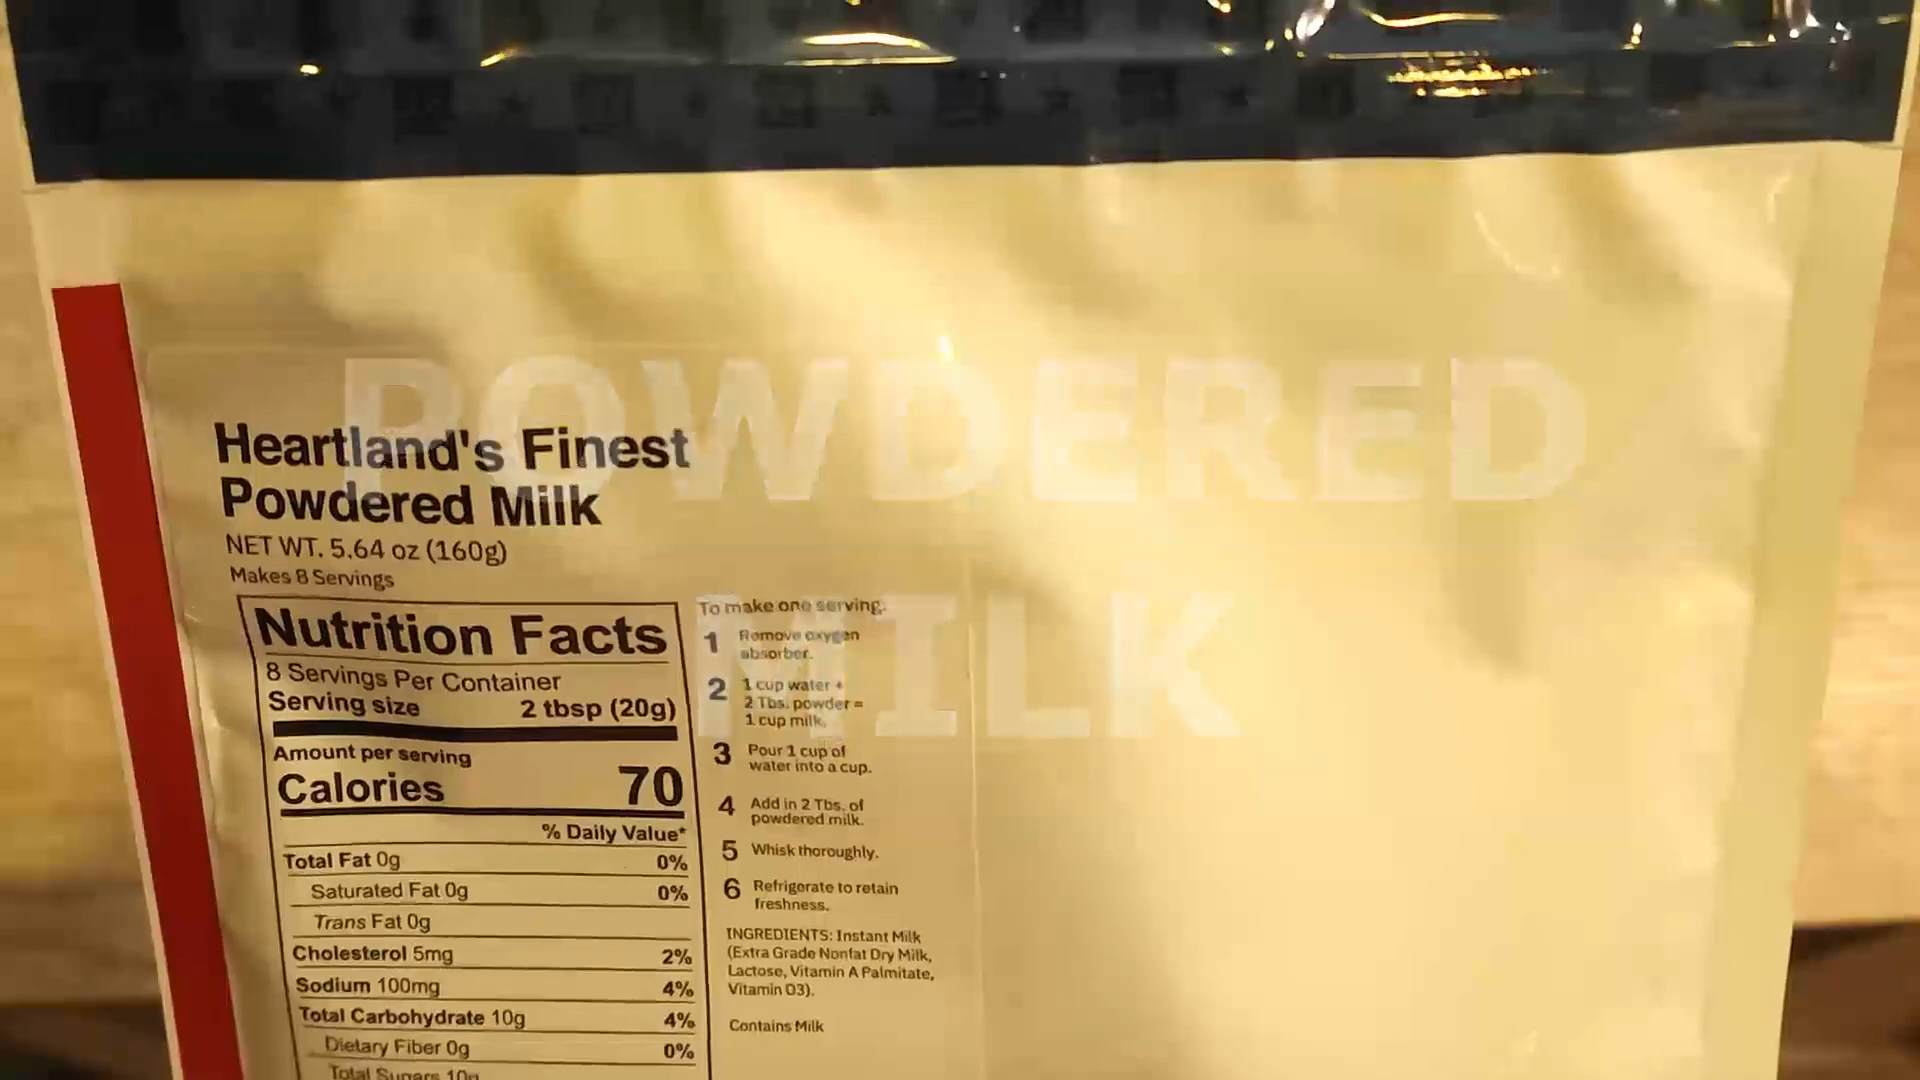 POWDERED
MILK
Heartland's Finest
Powdered Milk
NET WT. 5.64 oz (160g)
Makes 8 Servings
Nutrition Facts
8 Servings Per Container
Serving size 2 tbsp (20g)
Amount per serving
Calories 70
% Daily Value*
Total Fat 0g 0%
Saturated Fat 0g 0%
Trans Fat 0g
Cholesterol 5mg 2%
Sodium 100mg 4%
Total Carbohydrate 10g 4%
Dietary Fiber 0g 0%
Total Sugars 10g
To make one serving:
1 Remove oxygen
absorber.
2 1 cup water +
2 Tbs. powder =
1 cup milk.
3 Pour 1 cup of
water into a cup.
4 Add in 2 Tbs. of
powdered milk.
5 Whisk thoroughly.
6 Refrigerate to retain
freshness.
INGREDIENTS: Instant Milk
(Extra Grade Nonfat Dry Milk,
Lactose, Vitamin A Palmitate,
Vitamin D3).
Contains Milk